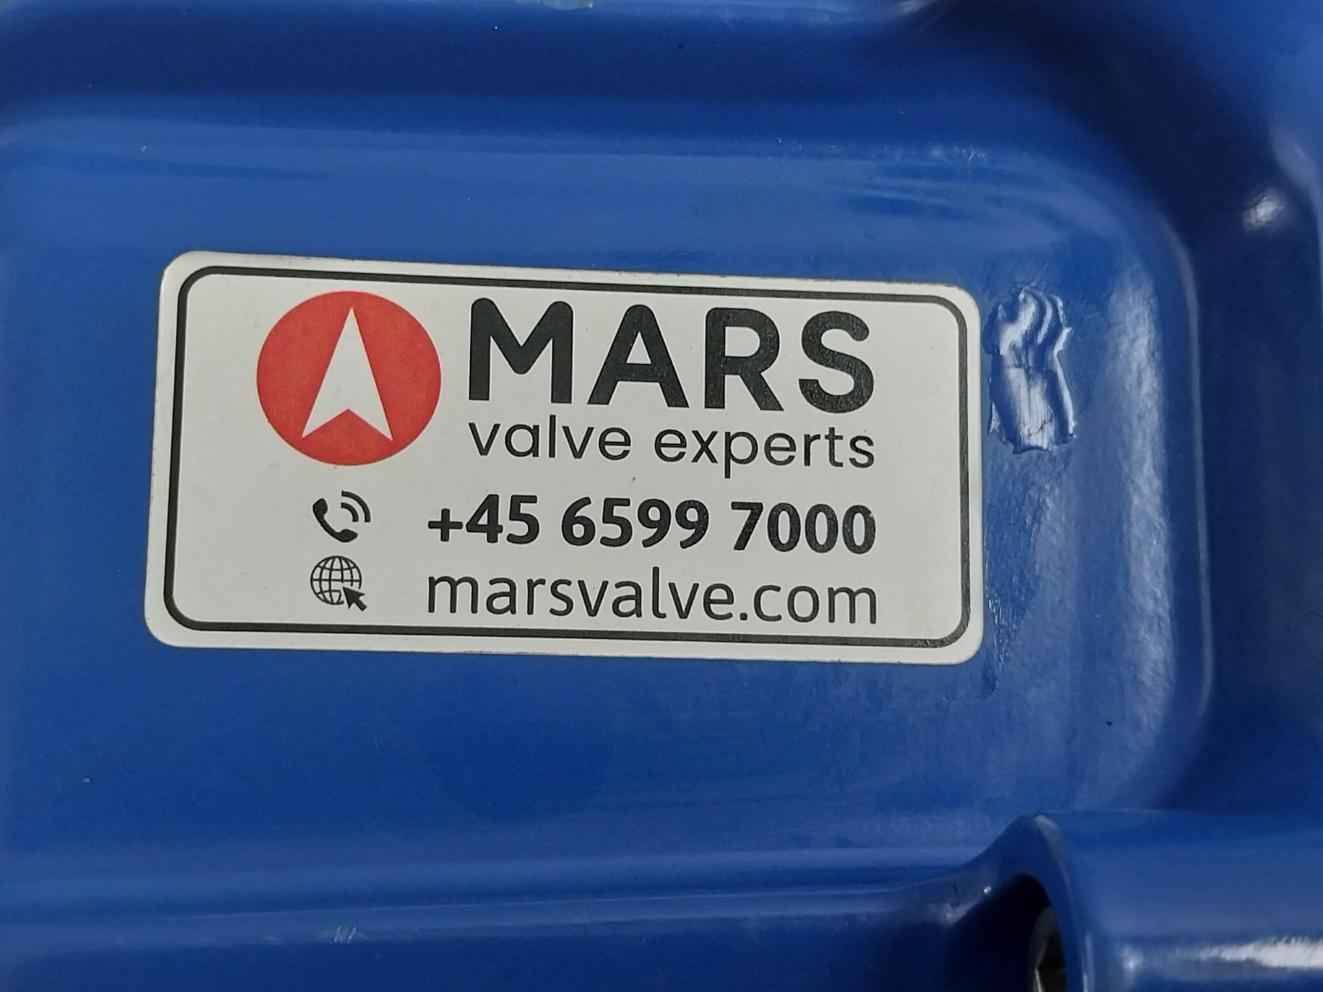 MARS
valve experts
+45 6599 7000
marsvalve.com